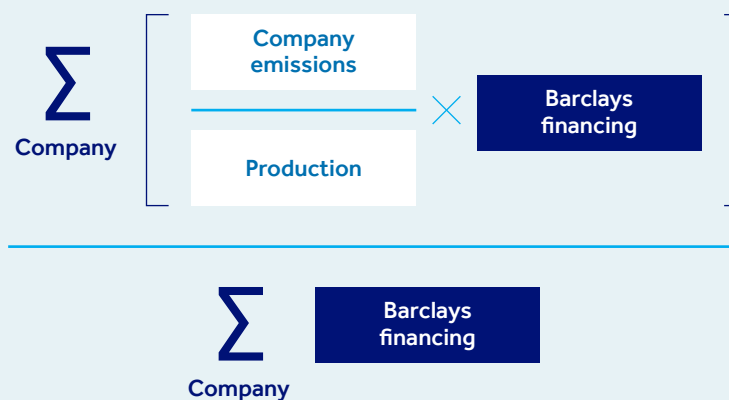 Σ
Company
Company
emissions
Production
×
Barclays
financing
Σ
Company
Barclays
financing